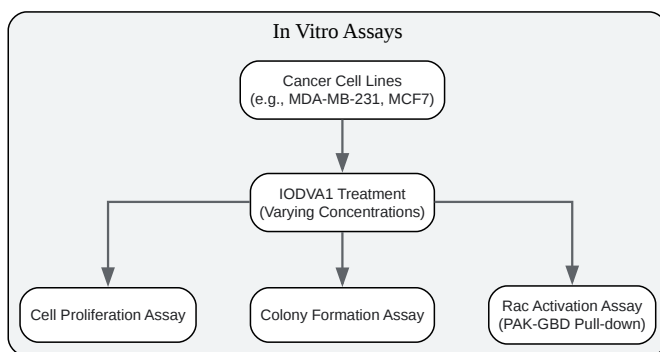 In Vitro Assays
Cancer Cell Lines
(e.g., MDA-MB-231, MCF7)
IODVA1 Treatment
(Varying Concentrations)
Cell Proliferation Assay
Colony Formation Assay
Rac Activation Assay
(PAK-GBD Pull-down)